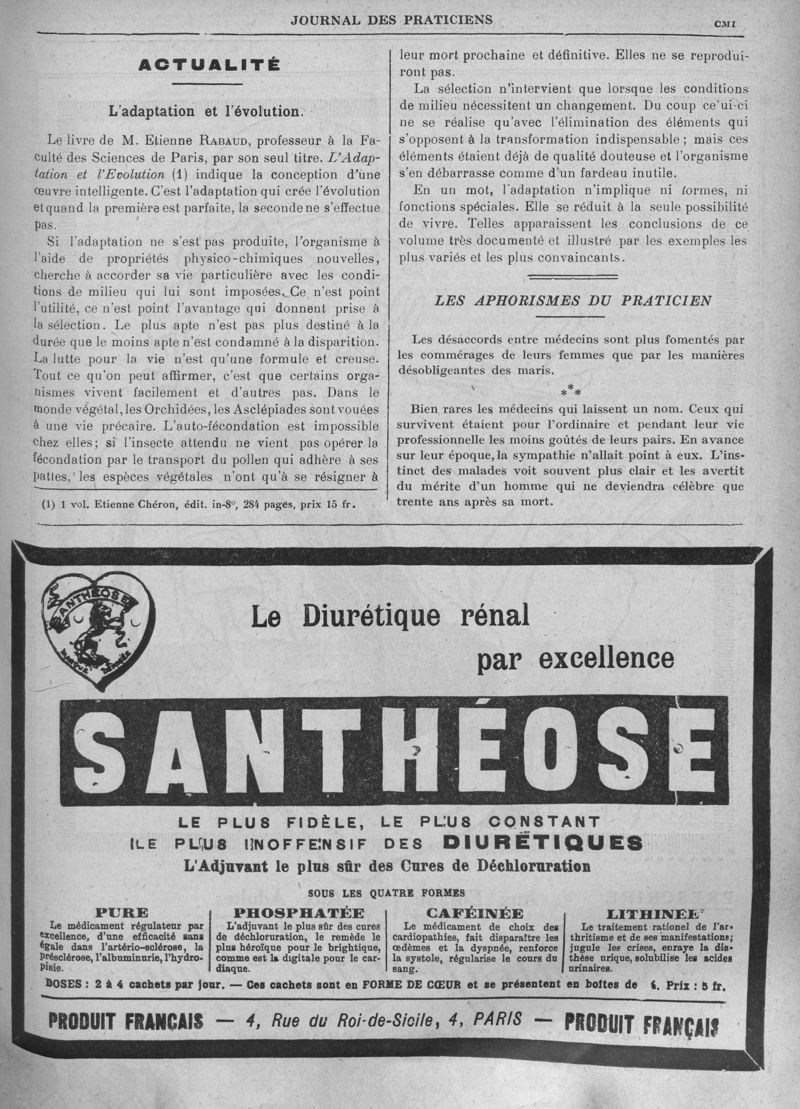 JOURNAL DES PRATICIENS
CMI
ACTUALITÉ
L'adaptation et l'évolution.
Le livre de M. Etienne RABAUD, professeur à la Fa-
culté des Sciences de Paris, par son seul titre. L'Adap-
tation et l'Evolution (1) indique la conception d'une
œuvre intelligente. C'est l'adaptation qui crée l'évolution
et quand la première est parfaite, la seconde ne s'effectue
pas.
Si l'adaptation ne s'est pas produite, l'organisme à
l'aide de propriétés physico-chimiques nouvelles,
cherche à accorder sa vie particulière avec les condi-
tions de milieu qui lui sont imposées. Ce n'est point
l'utilité, ce n'est point l'avantage qui donnent prise à
la sélection. Le plus apte n'est pas plus destiné à la
durée que le moins apte n'est condamné à la disparition.
La lutte pour la vie n'est qu'une formule et creuse.
Tout ce qu'on peut affirmer, c'est que certains orga-
nismes vivent facilement et d'autres pas. Dans le
monde végétal, les Orchidées, les Asclépiades sont vouées
à une vie précaire. L'auto-fécondation est impossible
chez elles; si l'insecte attendu ne vient pas opérer la
fécondation par le transport du pollen qui adhère à ses
pattes, les espèces végétales n'ont qu'à se résigner à
(1) 1 vol. Etienne Chéron, édit. in-8º, 284 pages, prix 15 fr.
leur mort prochaine et définitive. Elles ne se reprodui-
ront pas.
La sélection n'intervient que lorsque les conditions
de milieu nécessitent un changement. Du coup ce'ui-ci
ne se réalise qu'avec l'élimination des éléments qui
s'opposent à la transformation indispensable; mais ces
éléments étaient déjà de qualité douteuse et l'organisme
s'en débarrasse comme d'un fardeau inutile.
En un mot, l'adaptation n'implique ni formes, ni
fonctions spéciales. Elle se réduit à la seule possibilité
de vivre. Telles apparaissent les conclusions de ce
volume très documenté et illustré par les exemples les
plus variés et les plus convaincants.
LES APHORISMES DU PRATICIEN
Les désaccords entre médecins sont plus fomentés par
les commérages de leurs femmes que par les manières
désobligeantes des maris.
***
Bien rares les médecins qui laissent un nom. Ceux qui
survivent étaient pour l'ordinaire et pendant leur vie
professionnelle les moins goûtés de leurs pairs. En avance
sur leur époque, la sympathie n'allait point à eux. L'ins-
tinct des malades voit souvent plus clair et les avertit
du mérite d'un homme qui ne deviendra célèbre que
trente ans après sa mort.
SANTHÉOSE
Le Diurétique rénal
par excellence
SANTHÉOSE
LE PLUS FIDÈLE, LE PLUS CONSTANT
LE PLUS INOFFENSIF DES DIURÉTIQUES
L'Adjuvant le plus sûr des Cures de Déchloruration
SOUS LES QUATRE FORMES
PURE
Le médicament régulateur par
excellence, d'une efficacité sans
égale dans l'artério-sclérose, la
présclérose, l'albuminurie, l'hydro-
pisie.
PHOSPHATÉE
L'adjuvant le plus sûr des cures
de déchloruration, le remède le
plus héroïque pour le brightique,
comme est la digitale pour le car-
diaque.
CAFÉINÉE
Le médicament de choix des
cardiopathies, fait disparaître les
œdèmes et la dyspnée, renforce
la systole, régularise le cours du
sang.
LITHINÉE
Le traitement rationel de l'ar-
thritisme et de ses manifestations;
jugule les crises, enraye la dia-
thèse urique, solubilise les acides
urinaires.
DOSES : 2 à 4 cachets par jour. — Ces cachets sont en FORME DE CŒUR et se présentent en boîtes de 4. Prix : 5 fr.
PRODUIT FRANÇAIS — 4, Rue du Roi-de-Sicile, 4, PARIS — PRODUIT FRANÇAIS